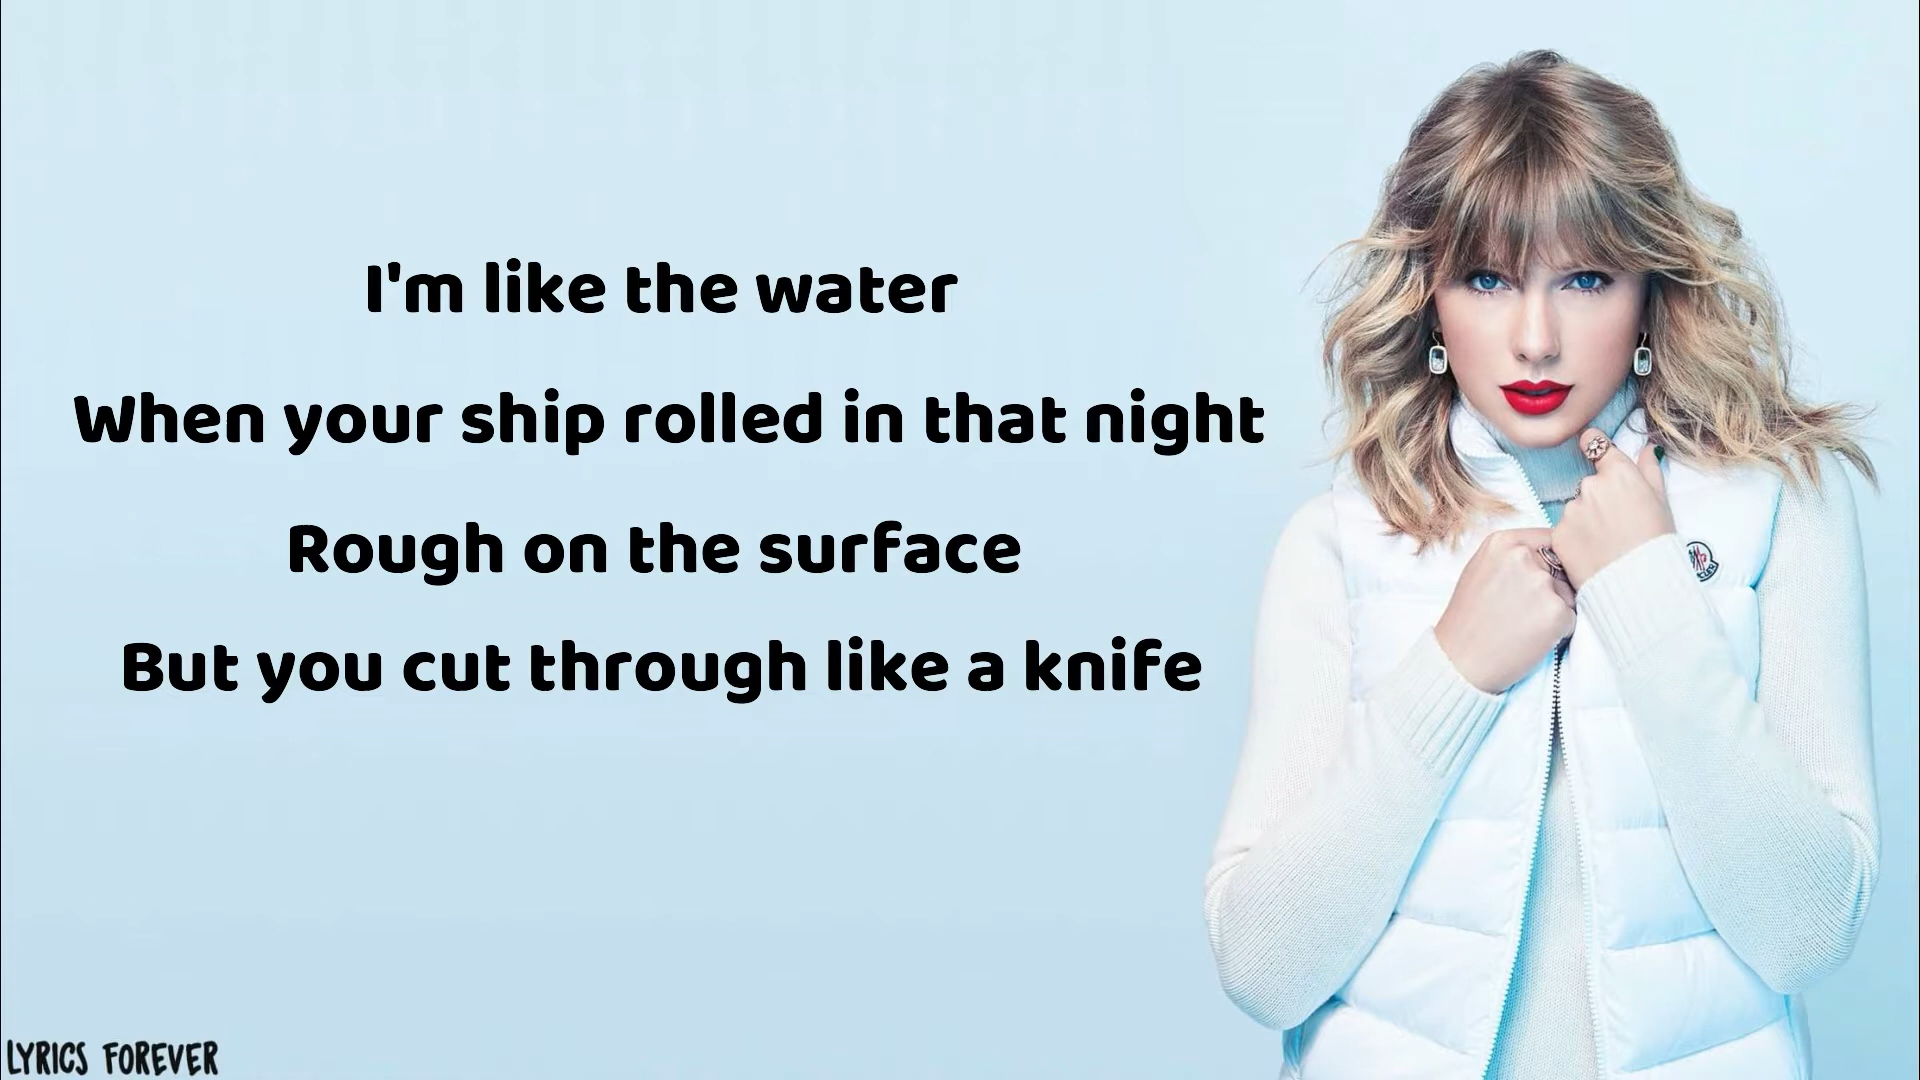 I'm like the water
When your ship rolled in that night
Rough on the surface
But you cut through like a knife
LYRICS FOREVER